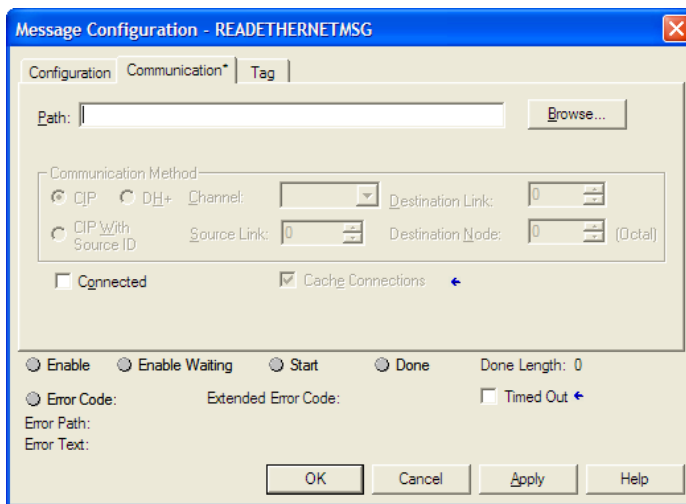 Message Configuration - READETHERNETMSG
Configuration Communication* Tag
Path: Browse...
Communication Method
CIP DH+ Channel: Destination Link: 0
CIP With
Source ID Source Link: 0 Destination Node: 0 (Octal)
Connected Cache Connections
Enable Enable Waiting Start Done Done Length: 0
Error Code: Extended Error Code: Timed Out
Error Path:
Error Text:
OK Cancel Apply Help